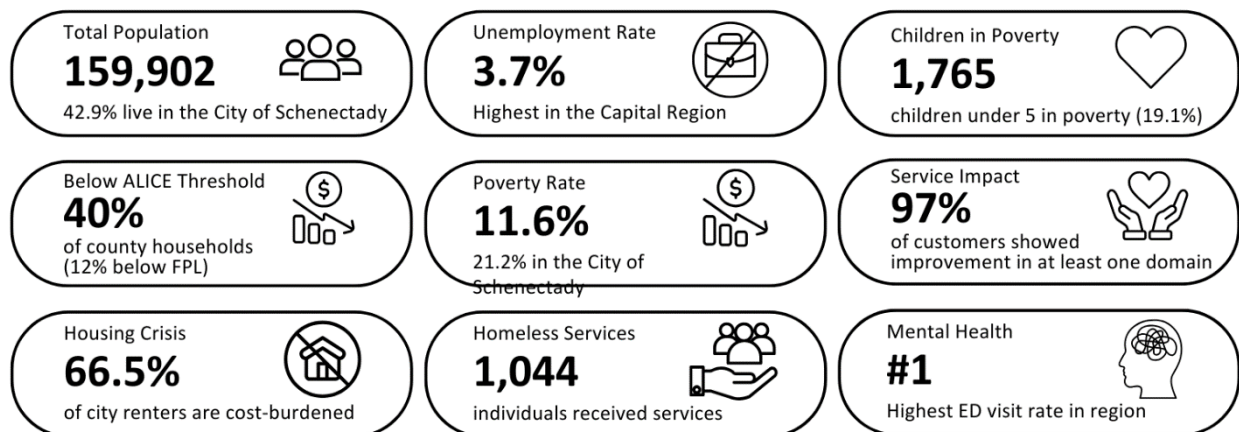 Total Population
159,902
42.9% live in the City of Schenectady
Unemployment Rate
3.7%
Highest in the Capital Region
Children in Poverty
1,765
children under 5 in poverty (19.1%)
Below ALICE Threshold
40%
of county households
(12% below FPL)
$
Poverty Rate
11.6%
21.2% in the City of
Schenectady
$
Service Impact
97%
of customers showed
improvement in at least one domain
Housing Crisis
66.5%
of city renters are cost-burdened
Homeless Services
1,044
individuals received services
Mental Health
#1
Highest ED visit rate in region